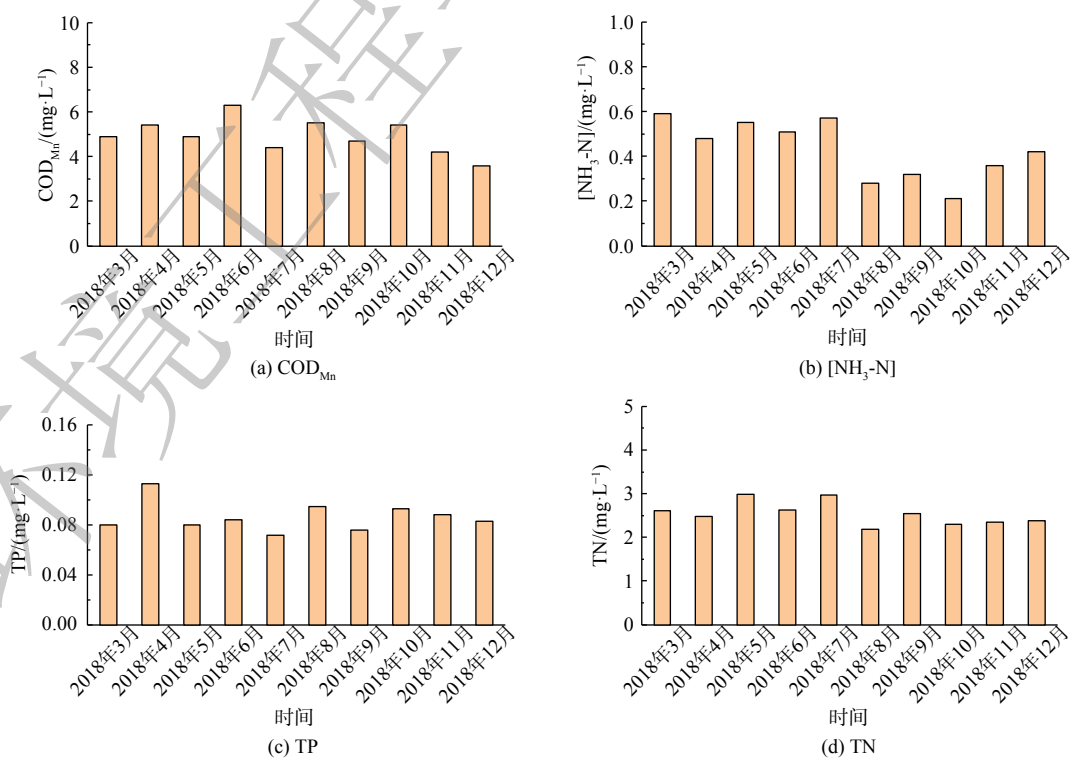 10
8
6
4
2
0
COD_Mn/(mg·L⁻¹)
2018年3月
2018年4月
2018年5月
2018年6月
2018年7月
2018年8月
2018年9月
2018年10月
2018年11月
2018年12月
时间
(a) COD_Mn
1.0
0.8
0.6
0.4
0.2
0.0
[NH₃-N]/(mg·L⁻¹)
2018年3月
2018年4月
2018年5月
2018年6月
2018年7月
2018年8月
2018年9月
2018年10月
2018年11月
2018年12月
时间
(b) [NH₃-N]
0.16
0.12
0.08
0.04
0.00
TP/(mg·L⁻¹)
2018年3月
2018年4月
2018年5月
2018年6月
2018年7月
2018年8月
2018年9月
2018年10月
2018年11月
2018年12月
时间
(c) TP
5
4
3
2
1
0
TN/(mg·L⁻¹)
2018年3月
2018年4月
2018年5月
2018年6月
2018年7月
2018年8月
2018年9月
2018年10月
2018年11月
2018年12月
时间
(d) TN
环境工程